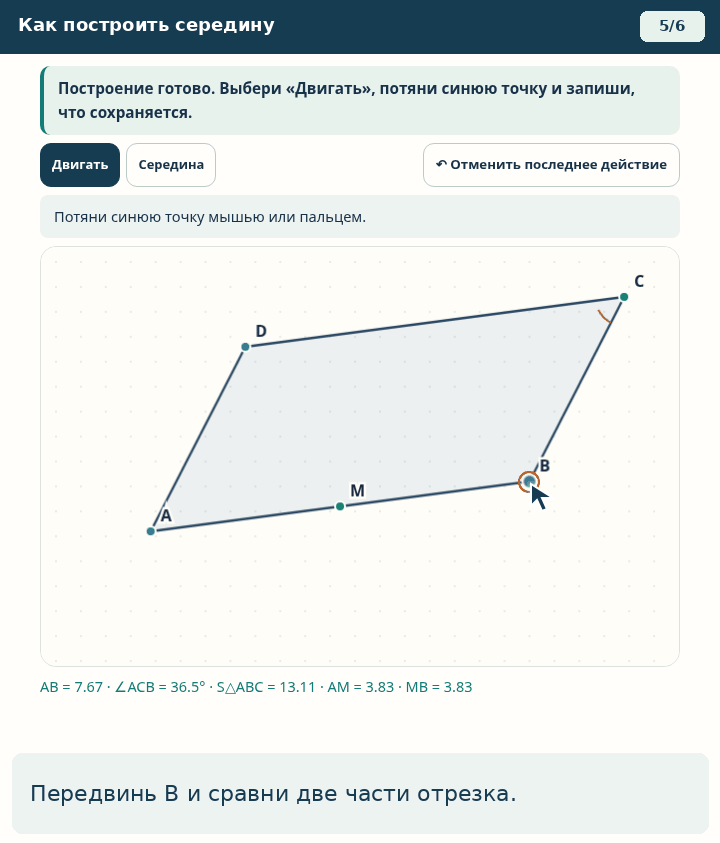 Как построить середину
5/6
Построение готово. Выбери «Двигать», потяни синюю точку и запиши,
что сохраняется.
Двигать
Середина
↶ Отменить последнее действие
Потяни синюю точку мышью или пальцем.
C
D
B
M
A
AB = 7.67 · ∠ACB = 36.5° · S△ABC = 13.11 · AM = 3.83 · MB = 3.83
Передвинь B и сравни две части отрезка.